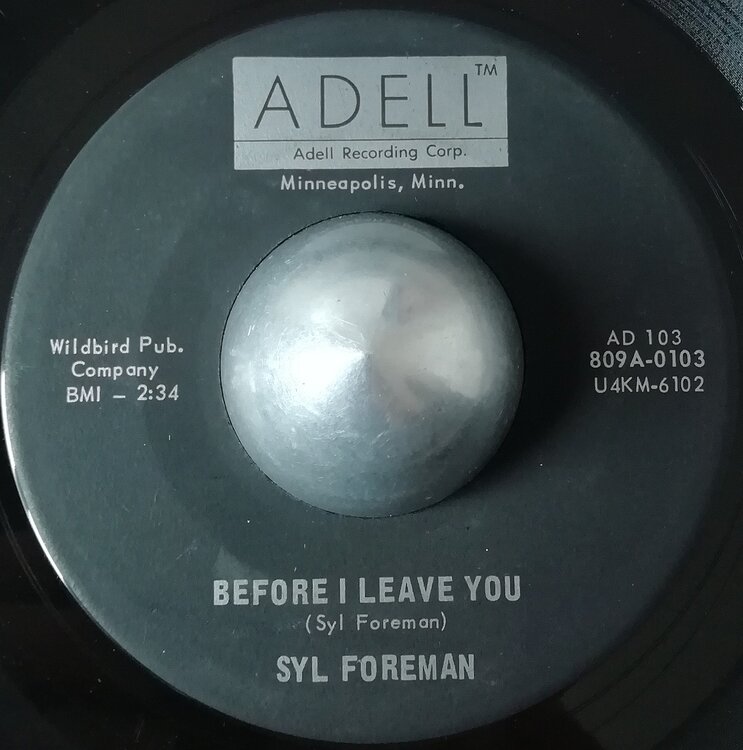 ADELL™
Adell Recording Corp.
Minneapolis, Minn.
Wildbird Pub.
Company
BMI – 2:34
AD 103
809A-0103
U4KM-6102
BEFORE I LEAVE YOU
(Syl Foreman)
SYL FOREMAN